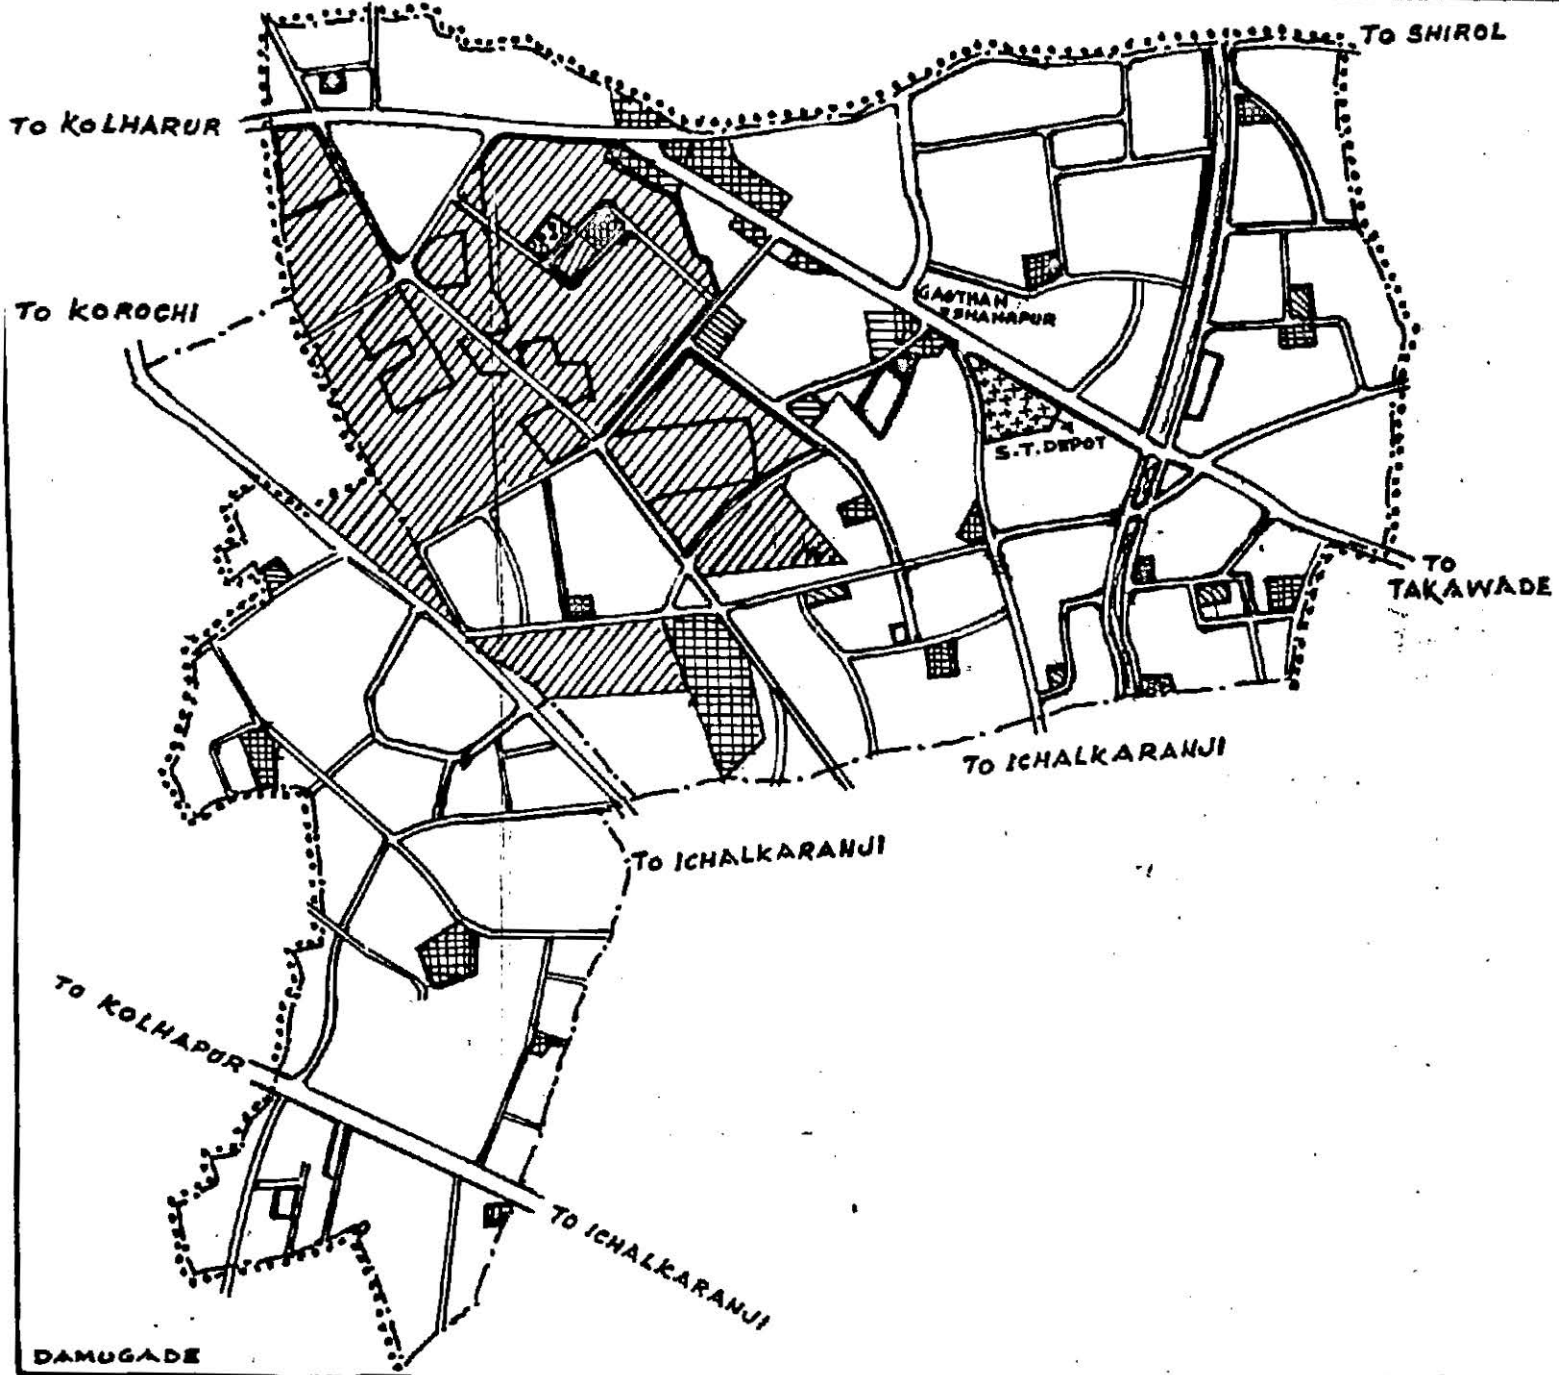 TO SHIROL
TO KOLHARUR
TO KOROCHI
GAOTHAN
SHAHAPUR
S.T. DEPOT
TO
TAKAWADE
TO ICHALKARANJI
TO ICHALKARANJI
TO KOLHAPUR
TO ICHALKARANJI
DAMUGADE